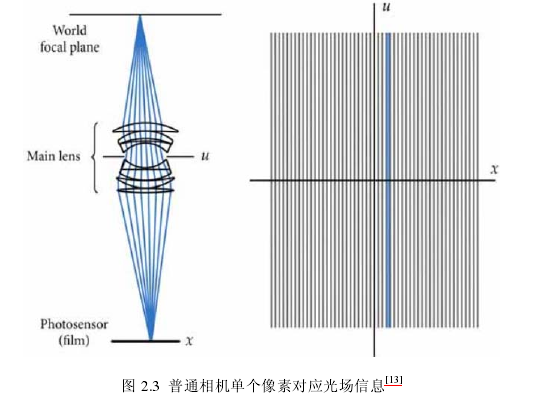 World
focal plane
Main lens
u
Photosensor
(film)
x
u
x
图 2.3 普通相机单个像素对应光场信息[13]